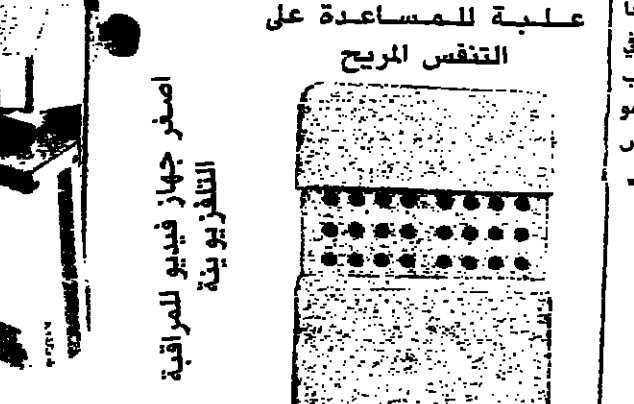 علبة للمساعدة على
التنفس المريح
اصغر جهاز فيديو للمراقبة
التلفزيونية